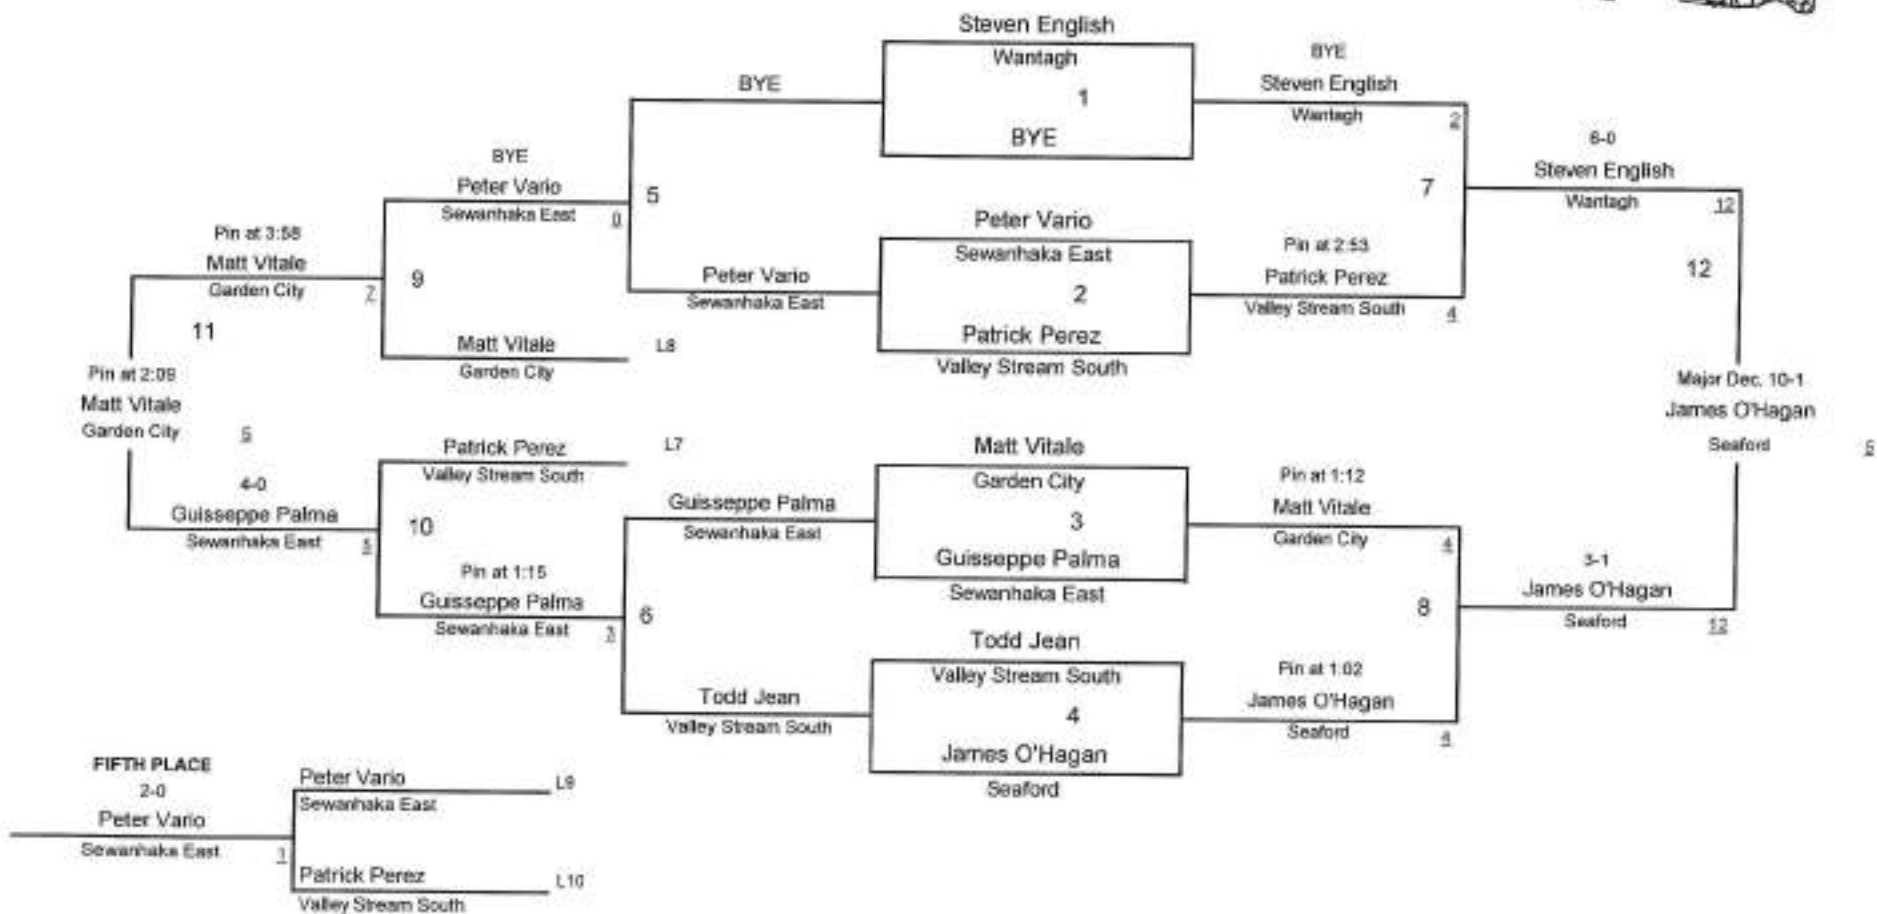 Steven English
Wantagh
1
BYE
BYE
BYE
Steven English
Wantagh
2
6-0
Steven English
Wantagh
12
7
BYE
Peter Vario
Sewanhaka East
0
5
Peter Vario
Sewanhaka East
2
Patrick Perez
Valley Stream South
Pin at 2:53
Patrick Perez
Valley Stream South
4
12
Pin at 3:58
Matt Vitale
Garden City
7
9
Peter Vario
Sewanhaka East
11
Matt Vitale
Garden City
L8
Pin at 2:09
Matt Vitale
Garden City
5
Major Dec. 10-1
James O'Hagan
Seaford
5
Patrick Perez
Valley Stream South
L7
4-0
Guisseppe Palma
Sewanhaka East
10
Guisseppe Palma
Sewanhaka East
Matt Vitale
Garden City
3
Guisseppe Palma
Sewanhaka East
Pin at 1:12
Matt Vitale
Garden City
4
Pin at 1:15
Guisseppe Palma
Sewanhaka East
3
6
8
3-1
James O'Hagan
Seaford
12
Todd Jean
Valley Stream South
Todd Jean
Valley Stream South
4
James O'Hagan
Seaford
Pin at 1:02
James O'Hagan
Seaford
4
FIFTH PLACE
2-0
Peter Vario
Sewanhaka East
1
Peter Vario
Sewanhaka East
L9
Patrick Perez
Valley Stream South
L10